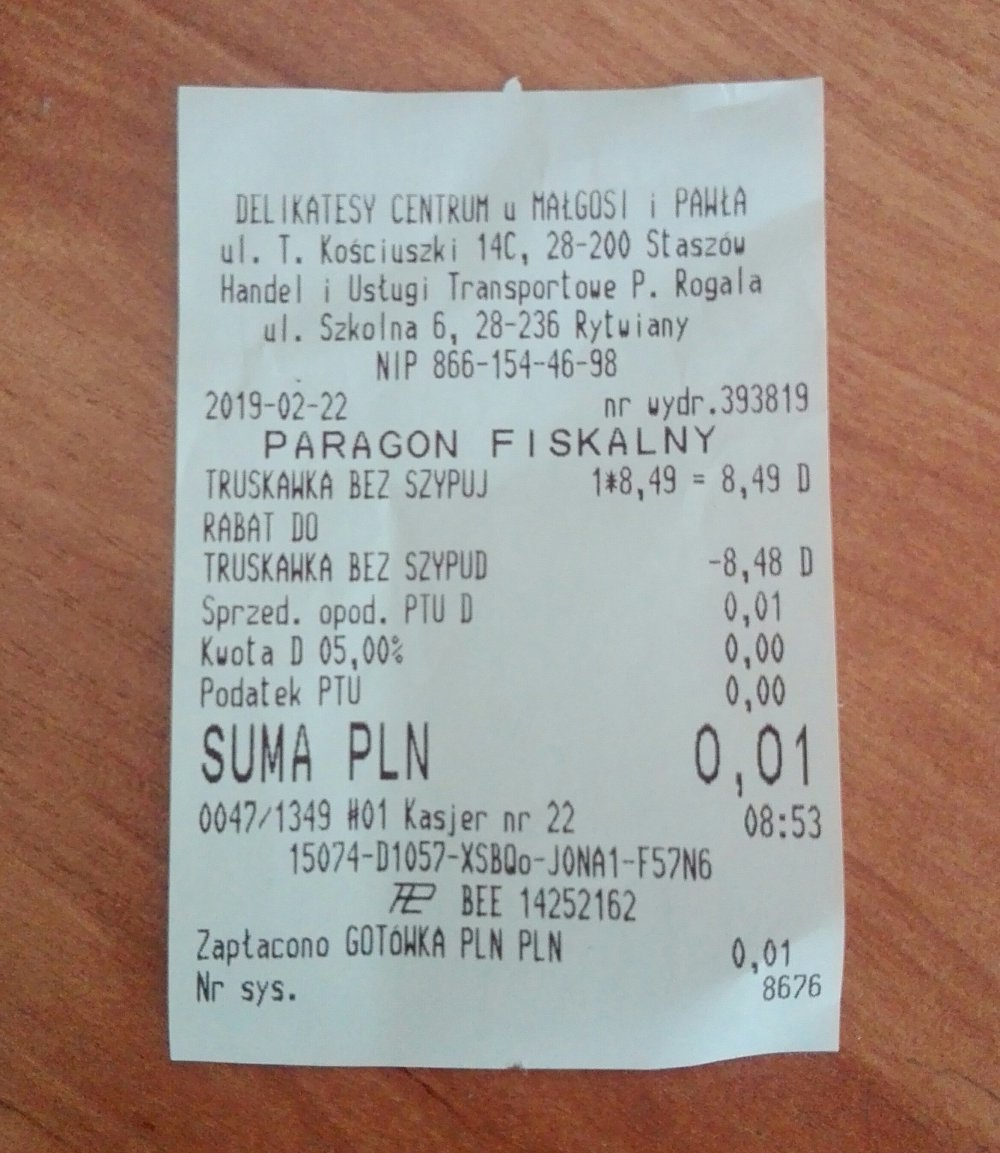 DELIKATESY CENTRUM u MAŁGOSI i PAWŁA
ul. T. Kościuszki 14C, 28-200 Staszów
Handel i Usługi Transportowe P. Rogala
ul. Szkolna 6, 28-236 Rytwiany
NIP 866-154-46-98
2019-02-22 nr wydr.393819
PARAGON FISKALNY
TRUSKAWKA BEZ SZYPUJ 1*8,49 = 8,49 D
RABAT DO
TRUSKAWKA BEZ SZYPUD -8,48 D
Sprzed. opod. PTU D 0,01
Kwota D 05,00% 0,00
Podatek PTU 0,00
SUMA PLN 0,01
0047/1349 #01 Kasjer nr 22 08:53
15074-D1057-XSBQo-J0NA1-F57N6
BEE 14252162
Zapłacono GOTÓWKA PLN PLN 0,01
Nr sys. 8676